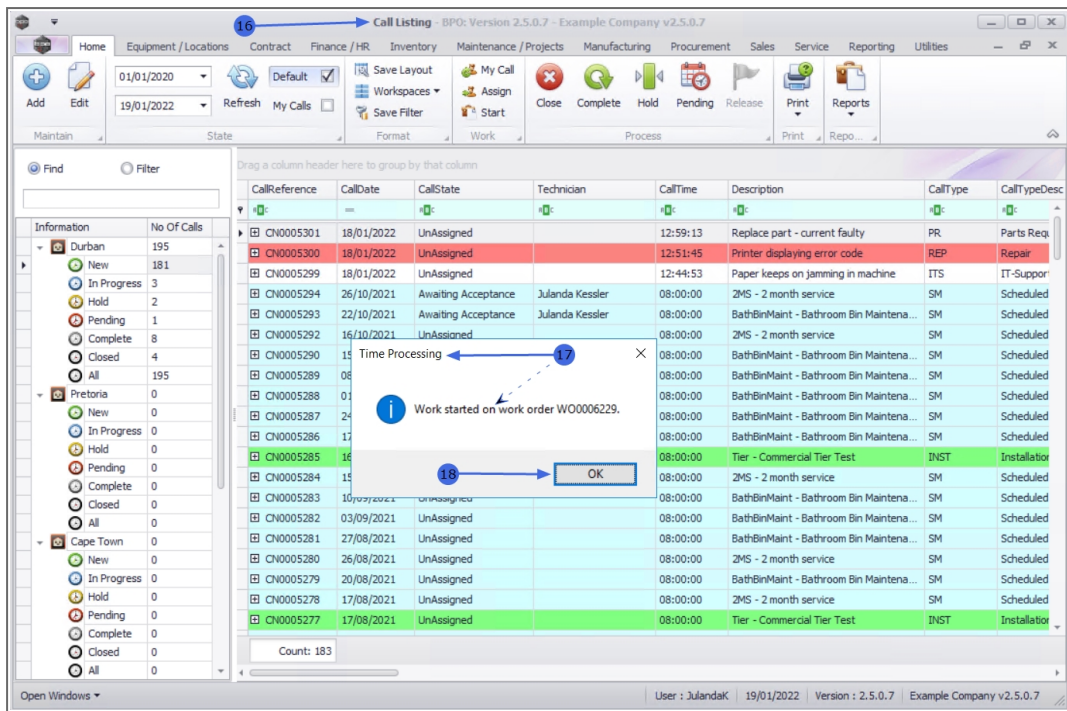 16
Call Listing - BPO: Version 2.5.0.7 - Example Company v2.5.0.7
Home Equipment / Locations Contract Finance / HR Inventory Maintenance / Projects Manufacturing Procurement Sales Service Reporting Utilities
Add Edit 01/01/2020 19/01/2022 Refresh Default My Calls
Save Layout
Workspaces
Save Filter
My Call
Assign
Start
Close Complete Hold Pending Release Print Reports
Maintain State Format Work Process Print Repo...
Find Filter
Drag a column header here to group by that column
CallReference CallDate CallState Technician CallTime Description CallType CallTypeDesc
Information No Of Calls
Durban 195
New 181
In Progress 3
Hold 2
Pending 1
Complete 8
Closed 4
All 195
Pretoria 0
New 0
In Progress 0
Hold 0
Pending 0
Complete 0
Closed 0
All 0
Cape Town 0
New 0
In Progress 0
Hold 0
Pending 0
Complete 0
Closed 0
All 0
CN0005301 18/01/2022 UnAssigned 12:59:13 Replace part - current faulty PR Parts Requ
CN0005300 18/01/2022 UnAssigned 12:51:45 Printer displaying error code REP Repair
CN0005299 18/01/2022 UnAssigned 12:44:53 Paper keeps on jamming in machine ITS IT-Support
CN0005294 26/10/2021 Awaiting Acceptance Julanda Kessler 08:00:00 2MS - 2 month service SM Scheduled
CN0005293 22/10/2021 Awaiting Acceptance Julanda Kessler 08:00:00 BathBinMaint - Bathroom Bin Maintena... SM Scheduled
CN0005292 16/10/2021 UnAssigned 08:00:00 2MS - 2 month service SM Scheduled
CN0005290 15 08:00:00 BathBinMaint - Bathroom Bin Maintena... SM Scheduled
CN0005289 08 08:00:00 BathBinMaint - Bathroom Bin Maintena... SM Scheduled
CN0005288 01 08:00:00 BathBinMaint - Bathroom Bin Maintena... SM Scheduled
CN0005287 24 08:00:00 BathBinMaint - Bathroom Bin Maintena... SM Scheduled
CN0005286 17 08:00:00 BathBinMaint - Bathroom Bin Maintena... SM Scheduled
CN0005285 16 08:00:00 Tier - Commercial Tier Test INST Installation
CN0005284 15 08:00:00 2MS - 2 month service SM Scheduled
CN0005283 10/09/2021 UnAssigned 08:00:00 BathBinMaint - Bathroom Bin Maintena... SM Scheduled
CN0005282 03/09/2021 UnAssigned 08:00:00 BathBinMaint - Bathroom Bin Maintena... SM Scheduled
CN0005281 27/08/2021 UnAssigned 08:00:00 BathBinMaint - Bathroom Bin Maintena... SM Scheduled
CN0005280 26/08/2021 UnAssigned 08:00:00 2MS - 2 month service SM Scheduled
CN0005279 20/08/2021 UnAssigned 08:00:00 BathBinMaint - Bathroom Bin Maintena... SM Scheduled
CN0005278 17/08/2021 UnAssigned 08:00:00 2MS - 2 month service SM Scheduled
CN0005277 17/08/2021 UnAssigned 08:00:00 Tier - Commercial Tier Test INST Installation
Time Processing 17
Work started on work order WO0006229.
18 OK
Count: 183
Open Windows User : JulandaK 19/01/2022 Version : 2.5.0.7 Example Company v2.5.0.7